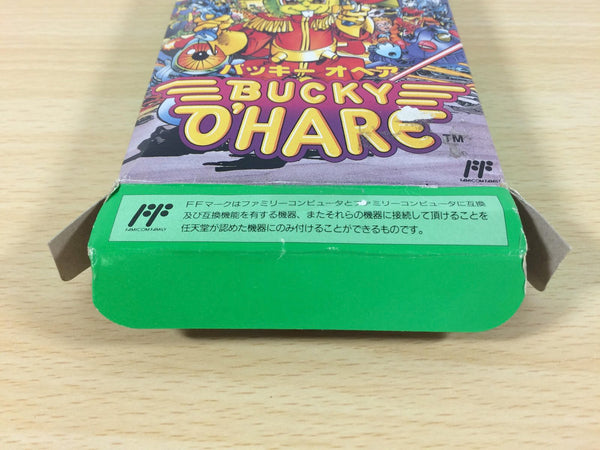 バッキー オヘア
BUCKY
O'HARE
TM
FF
FAMICOM FAMILY
FF
FAMICOM FAMILY
FFマークはファミリーコンピュータとファミリーコンピュータに互換
及び互換機能を有する機器、またそれらの機器に接続して頂けることを
任天堂が認めた機器にのみ付けることができるものです。